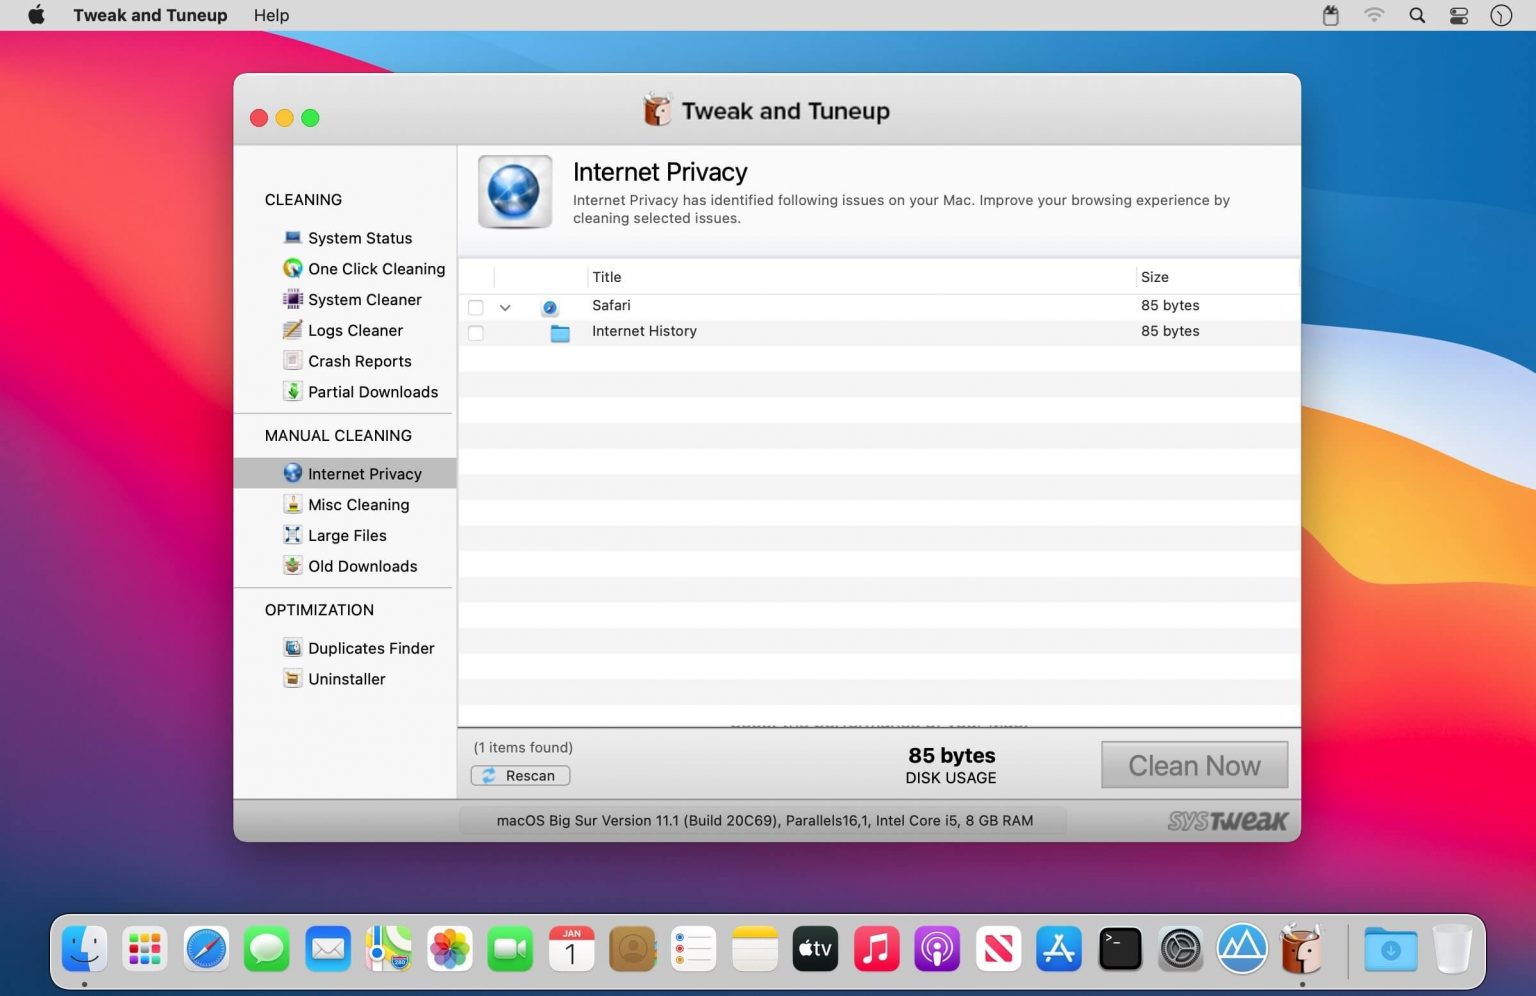 Tweak and Tuneup Help
Tweak and Tuneup
CLEANING
System Status
One Click Cleaning
System Cleaner
Logs Cleaner
Crash Reports
Partial Downloads
MANUAL CLEANING
Internet Privacy
Misc Cleaning
Large Files
Old Downloads
OPTIMIZATION
Duplicates Finder
Uninstaller
Internet Privacy
Internet Privacy has identified following issues on your Mac. Improve your browsing experience by
cleaning selected issues.
Title Size
Safari 85 bytes
Internet History 85 bytes
(1 items found)
Rescan
85 bytes
DISK USAGE
Clean Now
macOS Big Sur Version 11.1 (Build 20C69), Parallels16,1, Intel Core i5, 8 GB RAM
SYSTweak
280
JAN
1
tv
>_